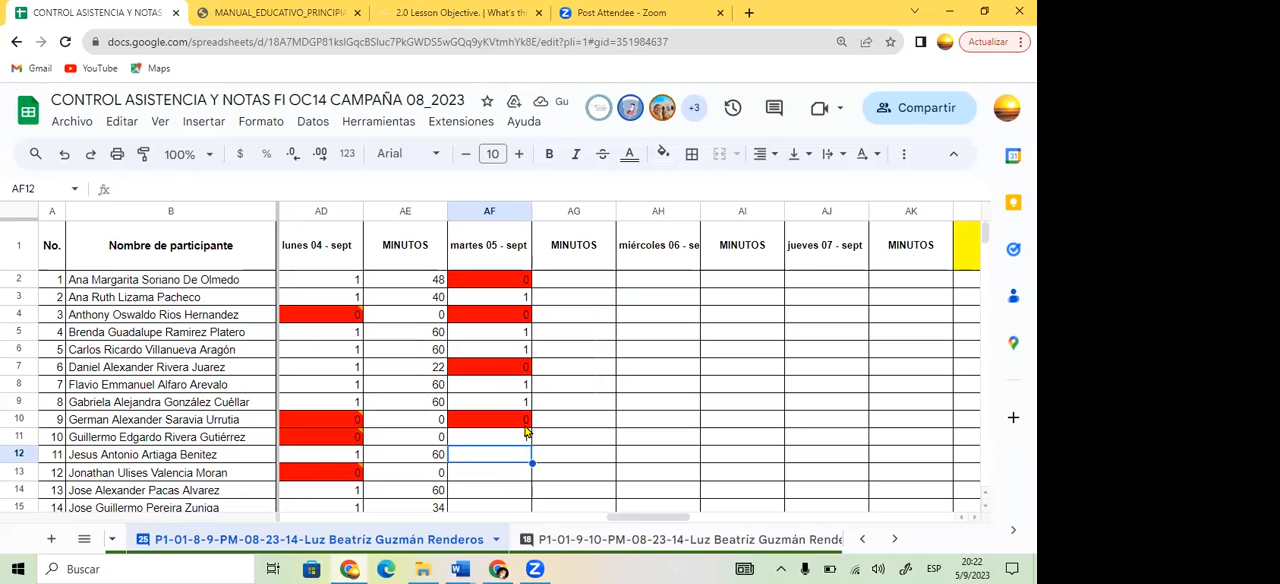 CONTROL ASISTENCIA Y NOTAS FI × MANUAL_EDUCATIVO_PRINCIPIA × 2.0 Lesson Objective. | What's th × Post Attendee - Zoom × +
docs.google.com/spreadsheets/d/18A7MDGP81kslGqcBSluc7PkGWDS5wGQq9yKVtmhYk8E/edit?pli=1#gid=351984637 Actualizar
Gmail YouTube Maps
CONTROL ASISTENCIA Y NOTAS FI OC14 CAMPAÑA 08_2023 Gu +3 Compartir
Archivo Editar Ver Insertar Formato Datos Herramientas Extensiones Ayuda
100% $ % .0 .00 123 Arial − 10 + B I A A
AF12 fx
A B AD AE AF AG AH AI AJ AK
1 No. Nombre de participante lunes 04 - sept MINUTOS martes 05 - sept MINUTOS miércoles 06 - se MINUTOS jueves 07 - sept MINUTOS
2 1 Ana Margarita Soriano De Olmedo 1 48 0
3 2 Ana Ruth Lizama Pacheco 1 40 1
4 3 Anthony Oswaldo Rios Hernandez 0 0 0
5 4 Brenda Guadalupe Ramirez Platero 1 60 1
6 5 Carlos Ricardo Villanueva Aragón 1 60 1
7 6 Daniel Alexander Rivera Juarez 1 22 0
8 7 Flavio Emmanuel Alfaro Arevalo 1 60 1
9 8 Gabriela Alejandra González Cuéllar 1 60 1
10 9 German Alexander Saravia Urrutia 0 0 0
11 10 Guillermo Edgardo Rivera Gutiérrez 0 0 1
12 11 Jesus Antonio Artiaga Benitez 1 60
13 12 Jonathan Ulises Valencia Moran 0 0
14 13 Jose Alexander Pacas Alvarez 1 60
15 14 Jose Guillermo Pereira Zuniga 1 34
+ 25 P1-01-8-9-PM-08-23-14-Luz Beatríz Guzmán Renderos 18 P1-01-9-10-PM-08-23-14-Luz Beatríz Guzmán Rende
Buscar ESP 20:22
5/9/2023